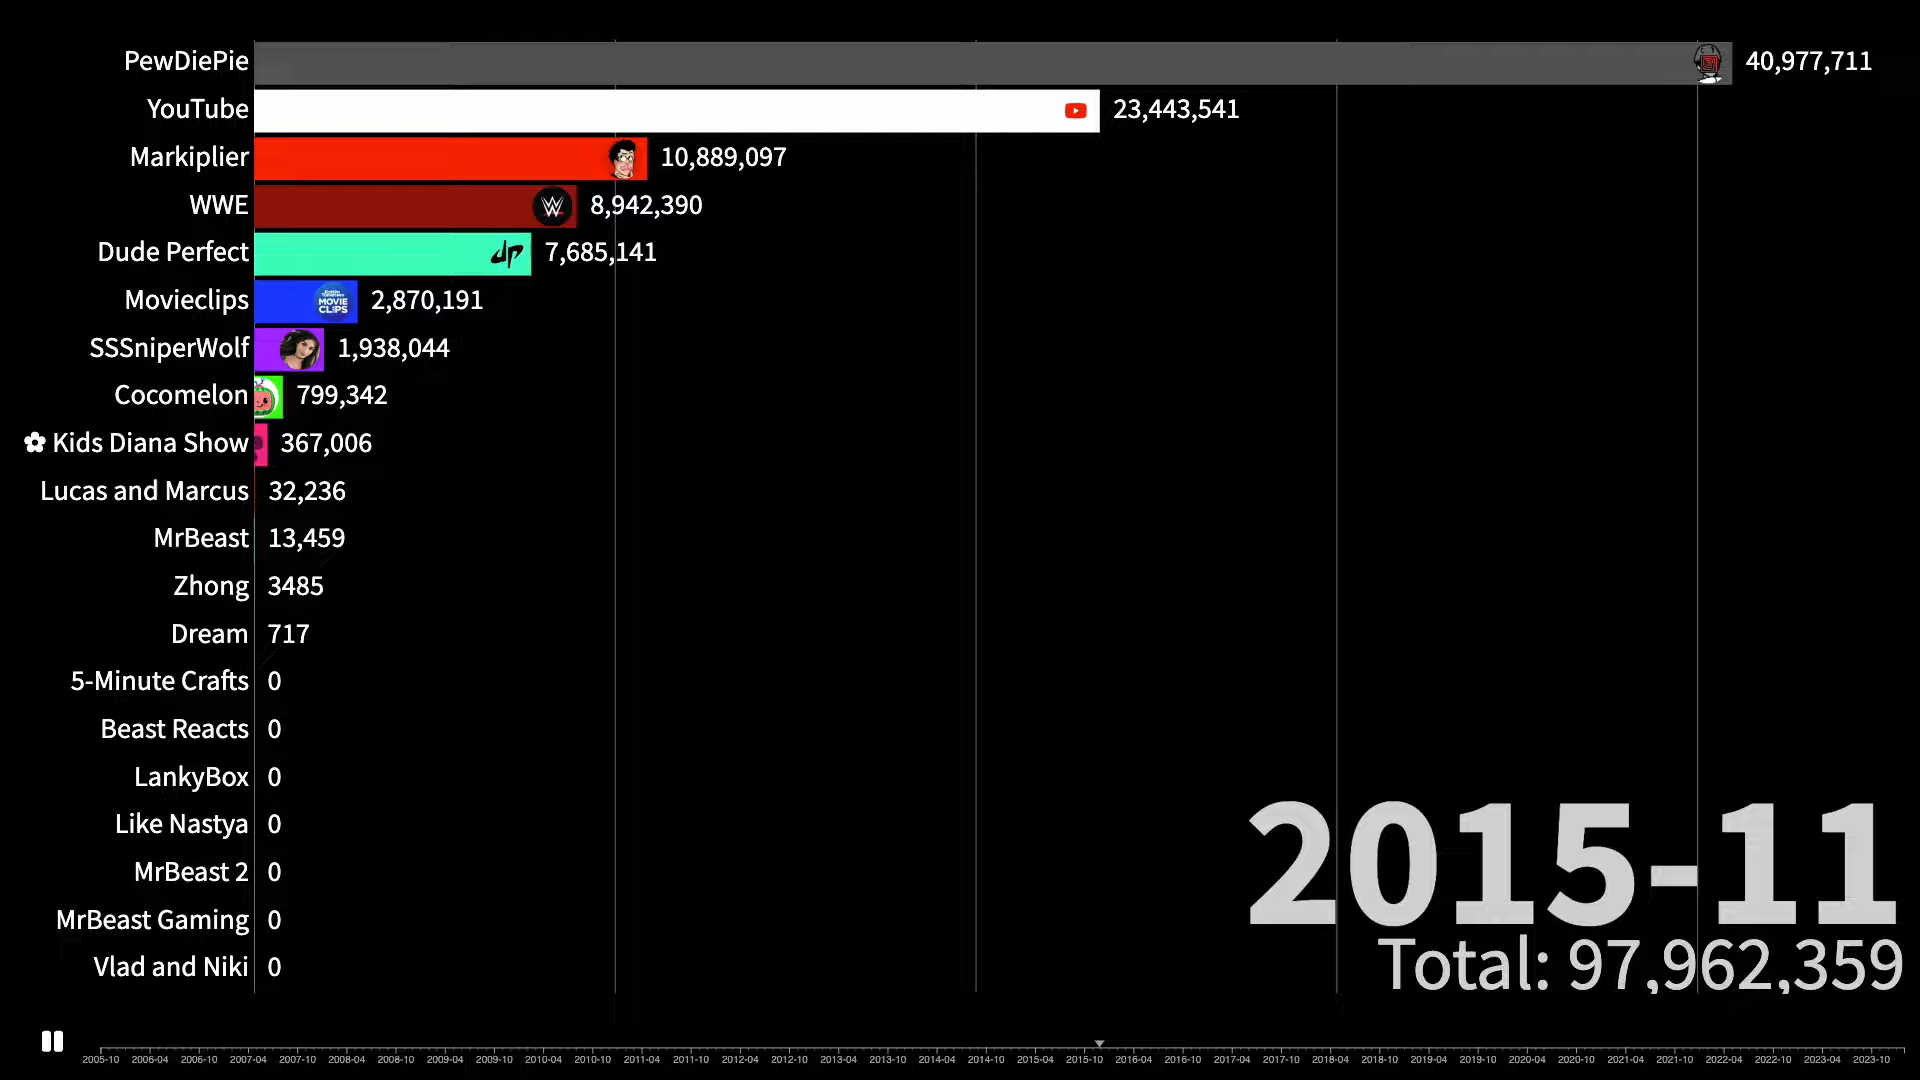 PewDiePie 40,977,711
YouTube 23,443,541
Markiplier 10,889,097
WWE W 8,942,390
Dude Perfect dp 7,685,141
Movieclips MOVIE CLIPS 2,870,191
SSSniperWolf 1,938,044
Cocomelon 799,342
✿ Kids Diana Show 367,006
Lucas and Marcus 32,236
MrBeast 13,459
Zhong 3485
Dream 717
5-Minute Crafts 0
Beast Reacts 0
LankyBox 0
Like Nastya 0
MrBeast 2 0
MrBeast Gaming 0
Vlad and Niki 0
2015-11
Total: 97,962,359
2005-10 2006-04 2006-10 2007-04 2007-10 2008-04 2008-10 2009-04 2009-10 2010-04 2010-10 2011-04 2011-10 2012-04 2012-10 2013-04 2013-10 2014-04 2014-10 2015-04 2015-10 2016-04 2016-10 2017-04 2017-10 2018-04 2018-10 2019-04 2019-10 2020-04 2020-10 2021-04 2021-10 2022-04 2022-10 2023-04 2023-10